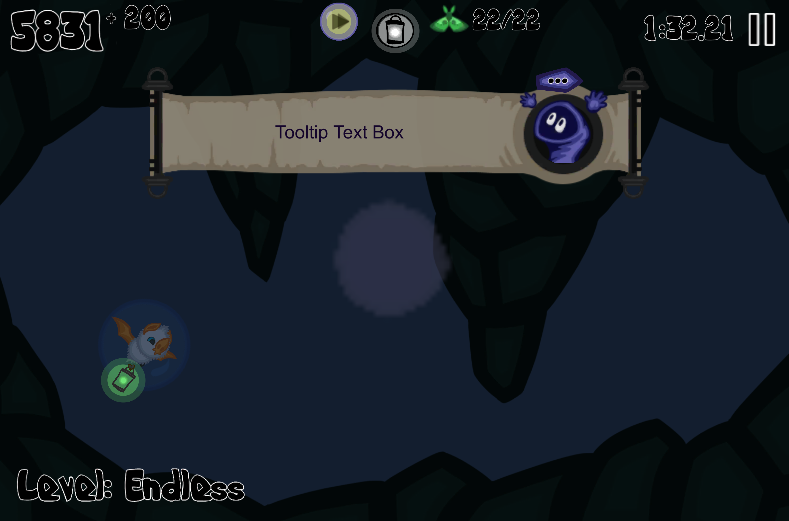 5831 + 200
22/22
1:32.21
Tooltip Text Box
Level: Endless